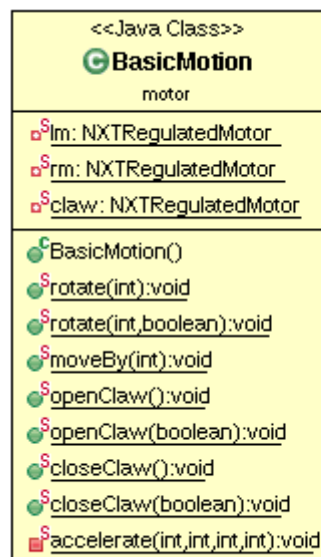 <<Java Class>>
C BasicMotion
motor
S lm: NXTRegulatedMotor
S rm: NXTRegulatedMotor
S claw: NXTRegulatedMotor
C BasicMotion()
S rotate(int):void
S rotate(int,boolean):void
S moveBy(int):void
S openClaw():void
S openClaw(boolean):void
S closeClaw():void
S closeClaw(boolean):void
S accelerate(int,int,int,int):void